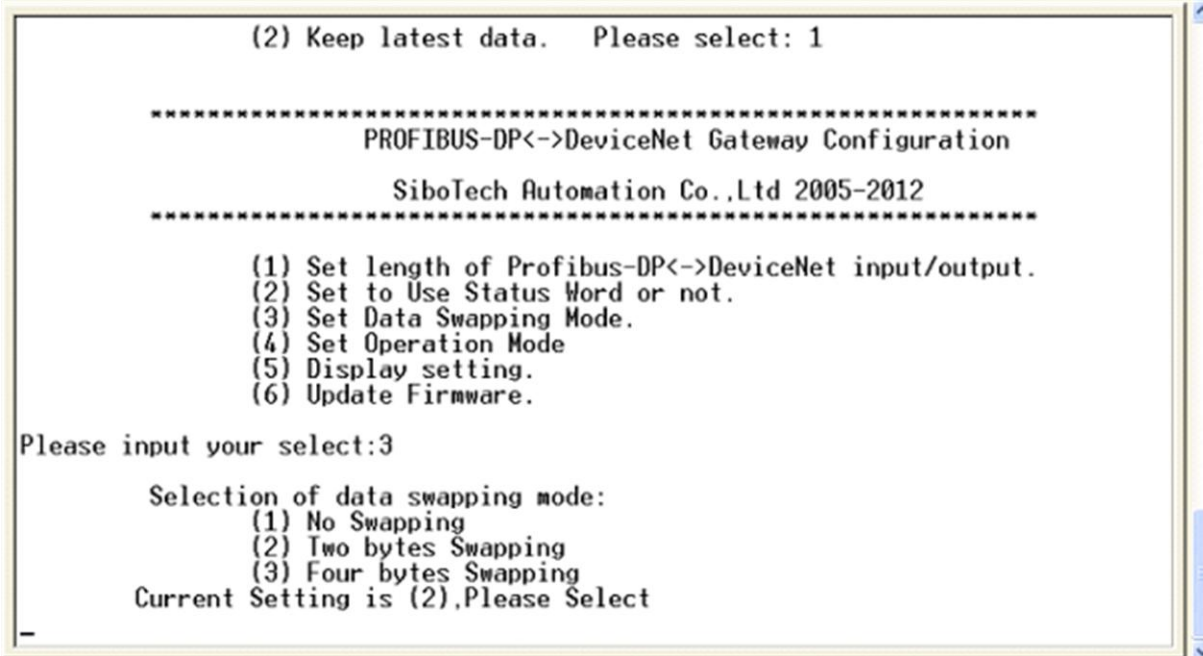 (2) Keep latest data.   Please select: 1
**************************************************************
PROFIBUS-DP<->DeviceNet Gateway Configuration
SiboTech Automation Co.,Ltd 2005-2012
**************************************************************
(1) Set length of Profibus-DP<->DeviceNet input/output.
(2) Set to Use Status Word or not.
(3) Set Data Swapping Mode.
(4) Set Operation Mode
(5) Display setting.
(6) Update Firmware.
Please input your select:3
Selection of data swapping mode:
(1) No Swapping
(2) Two bytes Swapping
(3) Four bytes Swapping
Current Setting is (2),Please Select
_